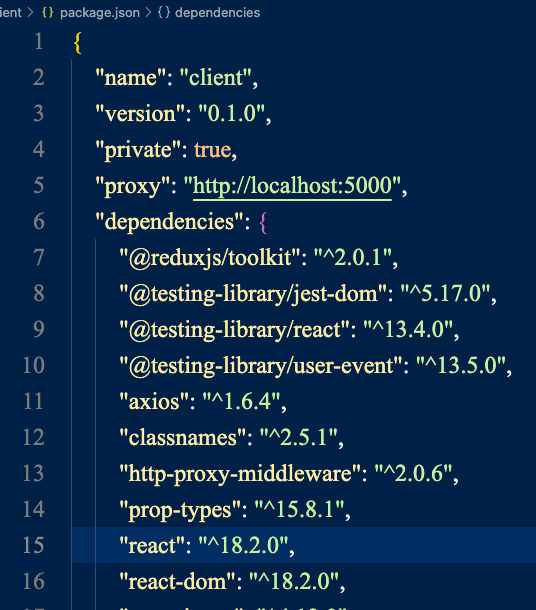 ient > {} package.json > {} dependencies
1 {
2 "name": "client",
3 "version": "0.1.0",
4 "private": true,
5 "proxy": "http://localhost:5000",
6 "dependencies": {
7 "@reduxjs/toolkit": "^2.0.1",
8 "@testing-library/jest-dom": "^5.17.0",
9 "@testing-library/react": "^13.4.0",
10 "@testing-library/user-event": "^13.5.0",
11 "axios": "^1.6.4",
12 "classnames": "^2.5.1",
13 "http-proxy-middleware": "^2.0.6",
14 "prop-types": "^15.8.1",
15 "react": "^18.2.0",
16 "react-dom": "^18.2.0",